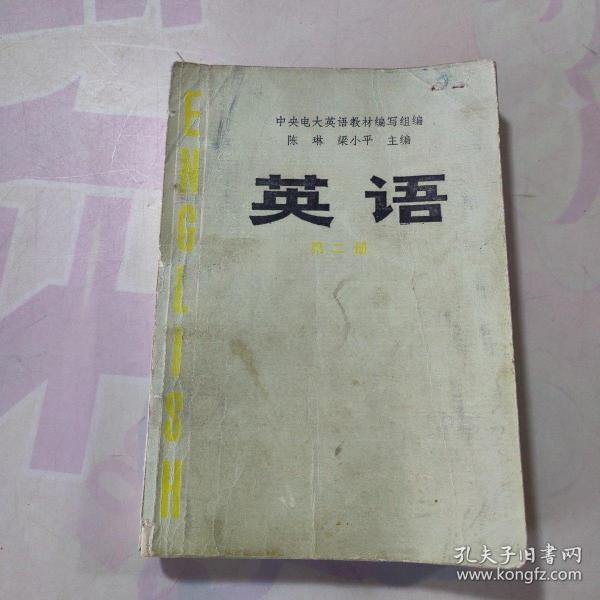 中央电大英语教材编写组编
陈琳 梁小平 主编
英语
第二册
ENGLISH
孔夫子旧书网
www.kongfz.com